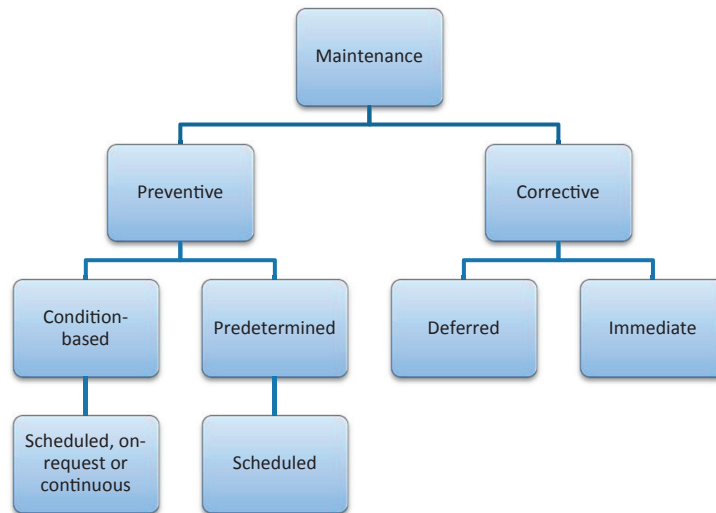 Maintenance
Preventive
Corrective
Condition-
based
Predetermined
Deferred
Immediate
Scheduled, on-
request or
continuous
Scheduled